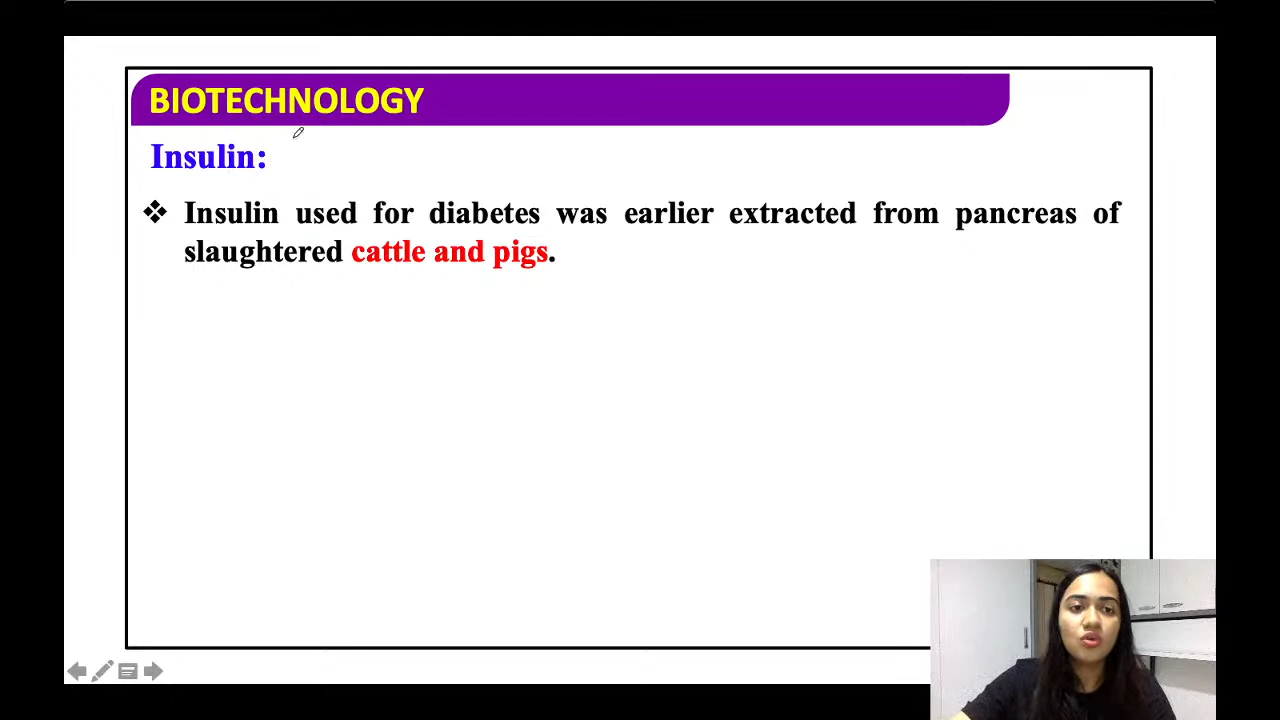 BIOTECHNOLOGY
Insulin:
❖ Insulin used for diabetes was earlier extracted from pancreas of
slaughtered cattle and pigs.